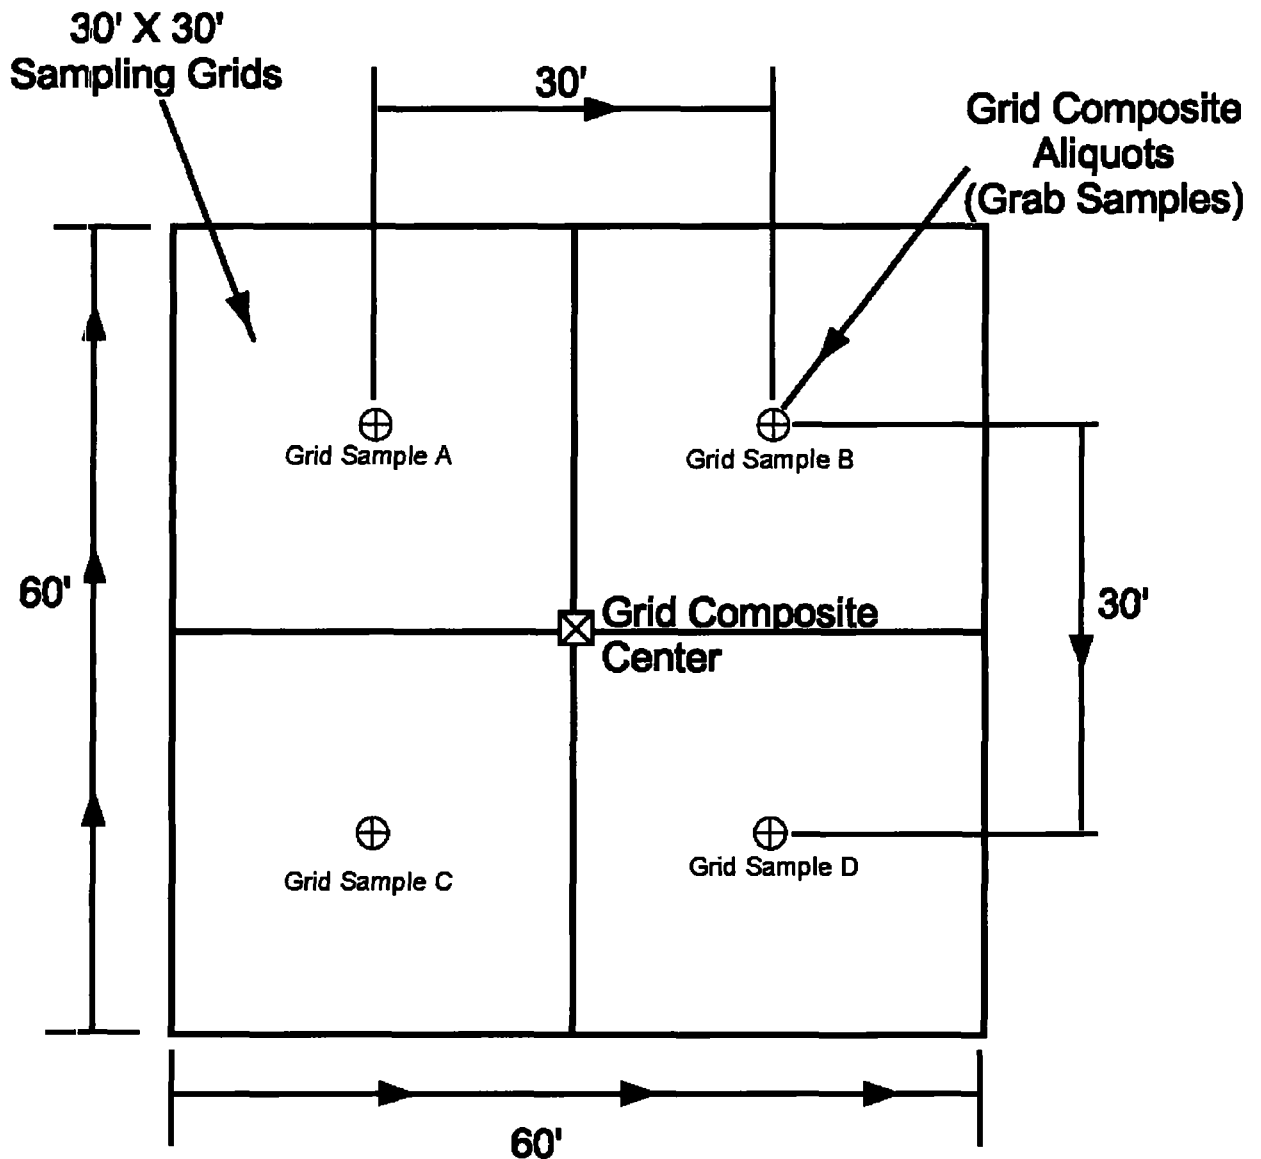 30' X 30'
Sampling Grids
30'
Grid Composite
Aliquots
(Grab Samples)
Grid Sample A
Grid Sample B
60'
Grid Composite
Center
30'
Grid Sample C
Grid Sample D
60'